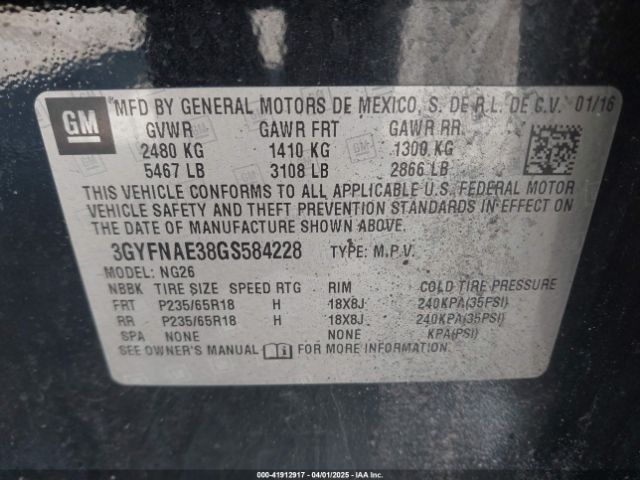 GM
MFD BY GENERAL MOTORS DE MEXICO, S. DE R.L. DE C.V. 01/16
GVWR GAWR FRT GAWR RR
2480 KG 1410 KG 1300 KG
5467 LB 3108 LB 2866 LB
THIS VEHICLE CONFORMS TO ALL APPLICABLE U.S. FEDERAL MOTOR
VEHICLE SAFETY AND THEFT PREVENTION STANDARDS IN EFFECT ON
THE DATE OF MANUFACTURE SHOWN ABOVE.
3GYFNAE38GS584228 TYPE: M.P.V.
MODEL: NG26
NBBK TIRE SIZE SPEED RTG RIM COLD TIRE PRESSURE
FRT P235/65R18 H 18X8J 240KPA(35PSI)
RR P235/65R18 H 18X8J 240KPA(35PSI)
SPA NONE NONE KPA(PSI)
SEE OWNER'S MANUAL FOR MORE INFORMATION.
000-41912917 - 04/01/2025 - IAAI.COM